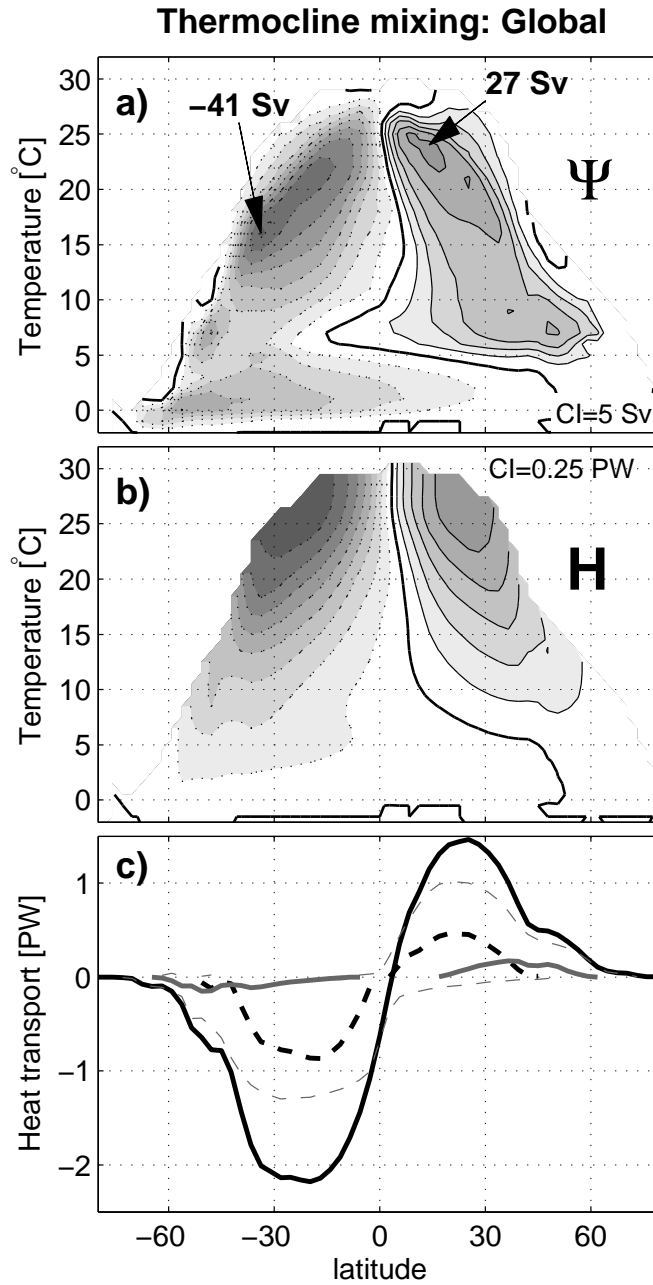 Thermocline mixing: Global
a)
−41 Sv
27 Sv
Ψ
CI=5 Sv
Temperature [°C]
30
25
20
15
10
5
0
b)
CI=0.25 PW
H
Temperature [°C]
30
25
20
15
10
5
0
c)
Heat transport [PW]
1
0
−1
−2
−60
−30
0
30
60
latitude